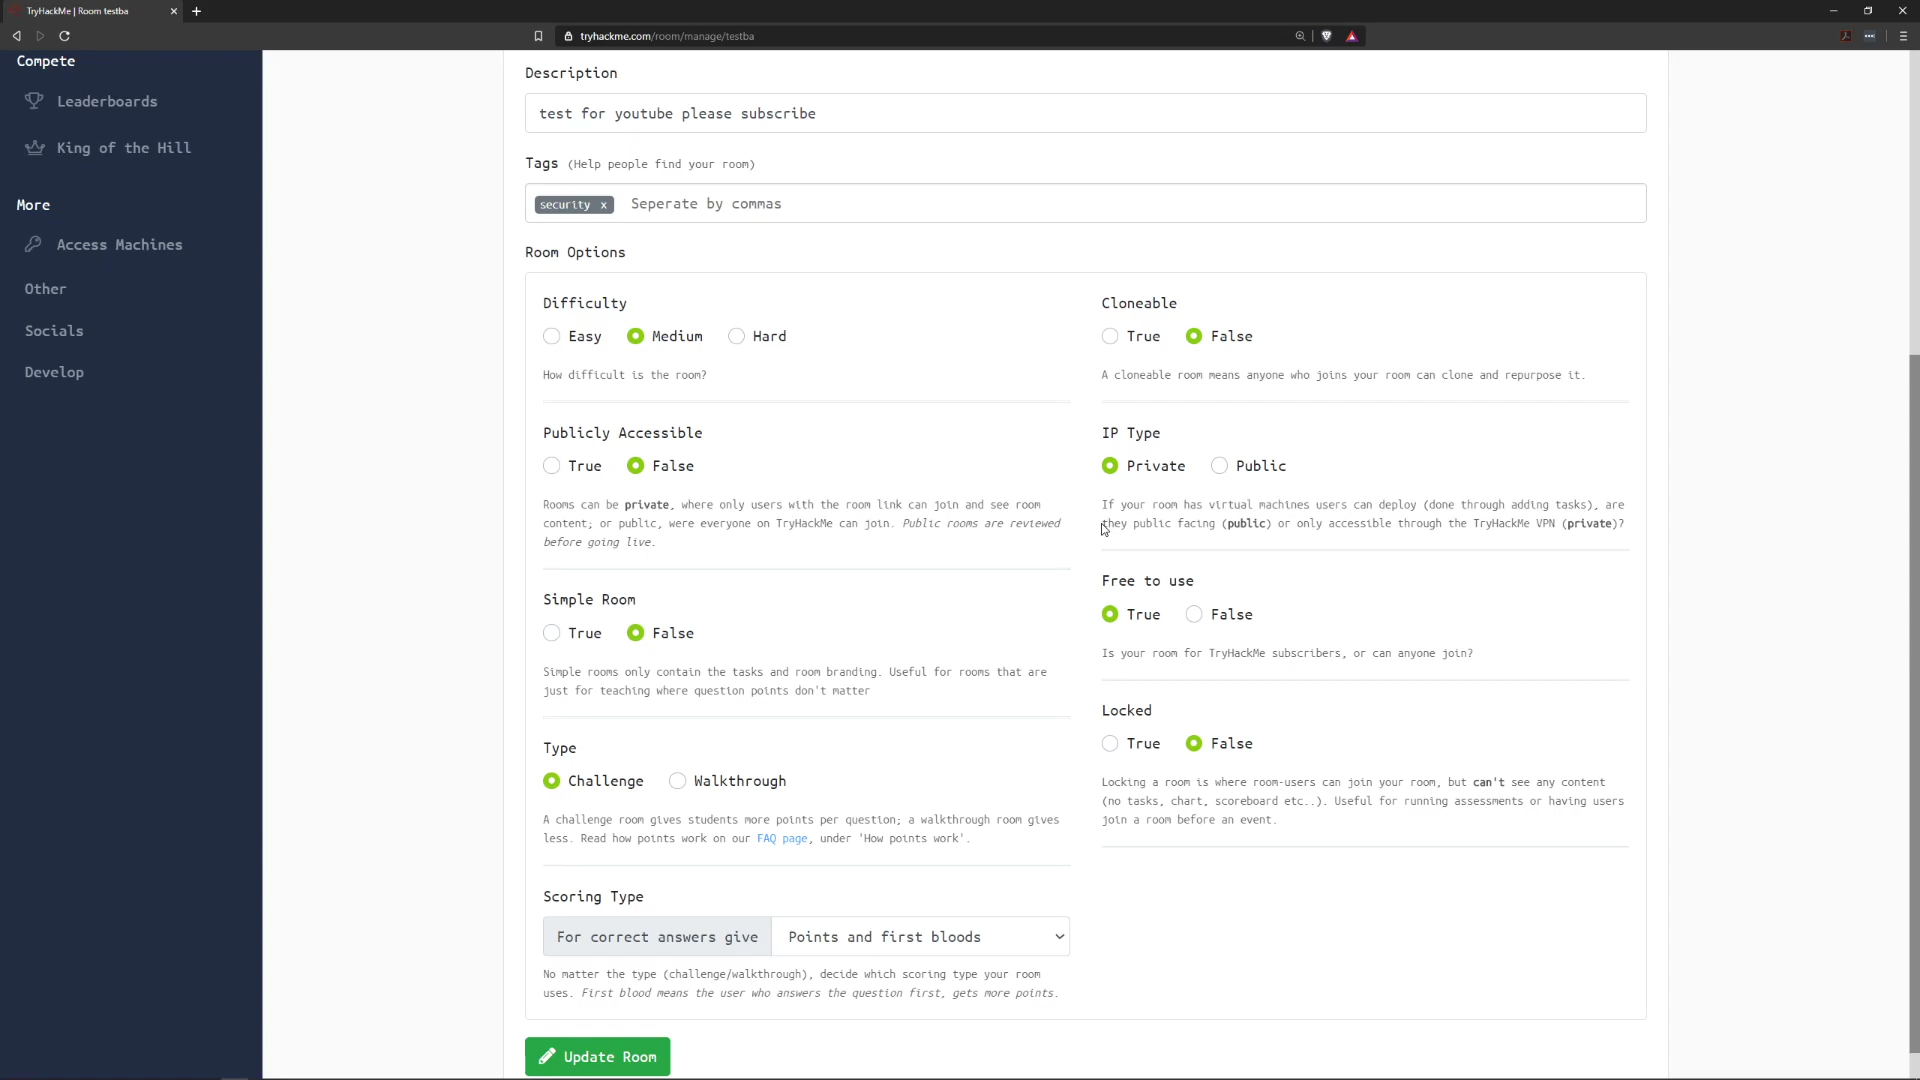 TryHackMe | Room testba
tryhackme.com/room/manage/testba
Compete
Leaderboards
King of the Hill
More
Access Machines
Other
Socials
Develop
Description
test for youtube please subscribe
Tags (Help people find your room)
security x Seperate by commas
Room Options
Difficulty
Easy Medium Hard
How difficult is the room?
Publicly Accessible
True False
Rooms can be private, where only users with the room link can join and see room
content; or public, were everyone on TryHackMe can join. Public rooms are reviewed
before going live.
Simple Room
True False
Simple rooms only contain the tasks and room branding. Useful for rooms that are
just for teaching where question points don't matter
Type
Challenge Walkthrough
A challenge room gives students more points per question; a walkthrough room gives
less. Read how points work on our FAQ page, under 'How points work'.
Scoring Type
For correct answers give Points and first bloods
No matter the type (challenge/walkthrough), decide which scoring type your room
uses. First blood means the user who answers the question first, gets more points.
Cloneable
True False
A cloneable room means anyone who joins your room can clone and repurpose it.
IP Type
Private Public
If your room has virtual machines users can deploy (done through adding tasks), are
they public facing (public) or only accessible through the TryHackMe VPN (private)?
Free to use
True False
Is your room for TryHackMe subscribers, or can anyone join?
Locked
True False
Locking a room is where room-users can join your room, but can't see any content
(no tasks, chart, scoreboard etc..). Useful for running assessments or having users
join a room before an event.
Update Room